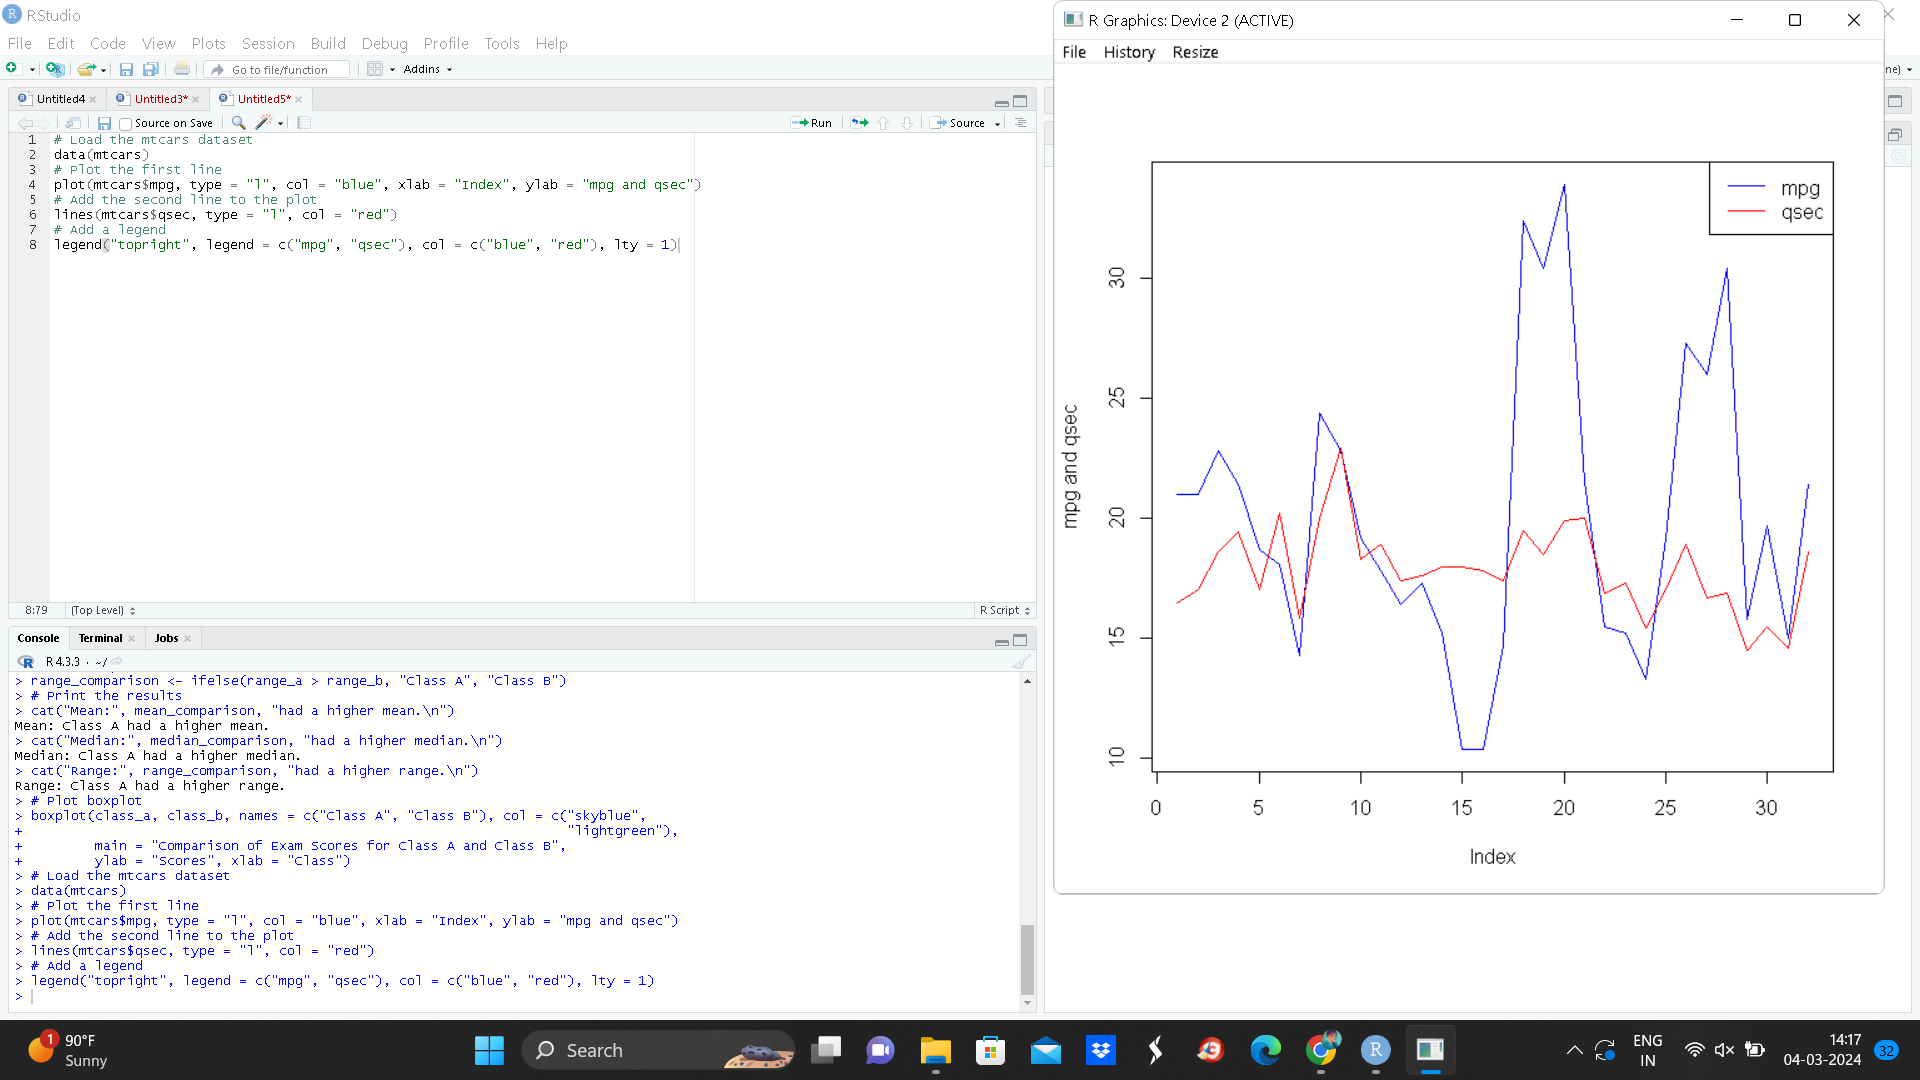 RStudio
File Edit Code View Plots Session Build Debug Profile Tools Help
Go to file/function Addins
Untitled4 Untitled3* Untitled5*
Source on Save Run Source
1 # Load the mtcars dataset
2 data(mtcars)
3 # Plot the first line
4 plot(mtcars$mpg, type = "l", col = "blue", xlab = "Index", ylab = "mpg and qsec")
5 # Add the second line to the plot
6 lines(mtcars$qsec, type = "l", col = "red")
7 # Add a legend
8 legend("topright", legend = c("mpg", "qsec"), col = c("blue", "red"), lty = 1)
8:79 (Top Level) R Script
Console Terminal Jobs
R 4.3.3 · ~/
> range_comparison <- ifelse(range_a > range_b, "Class A", "Class B")
> # Print the results
> cat("Mean:", mean_comparison, "had a higher mean.\n")
Mean: Class A had a higher mean.
> cat("Median:", median_comparison, "had a higher median.\n")
Median: Class A had a higher median.
> cat("Range:", range_comparison, "had a higher range.\n")
Range: Class A had a higher range.
> # Plot boxplot
> boxplot(class_a, class_b, names = c("Class A", "Class B"), col = c("skyblue",
+ "lightgreen"),
+ main = "Comparison of Exam Scores for Class A and Class B",
+ ylab = "Scores", xlab = "Class")
> # Load the mtcars dataset
> data(mtcars)
> # Plot the first line
> plot(mtcars$mpg, type = "l", col = "blue", xlab = "Index", ylab = "mpg and qsec")
> # Add the second line to the plot
> lines(mtcars$qsec, type = "l", col = "red")
> # Add a legend
> legend("topright", legend = c("mpg", "qsec"), col = c("blue", "red"), lty = 1)
>
R Graphics: Device 2 (ACTIVE)
File History Resize
ne)
mpg
qsec
30
25
20
15
10
mpg and qsec
0 5 10 15 20 25 30
Index
1 90°F
Sunny
Search
ENG
IN
14:17
04-03-2024
32